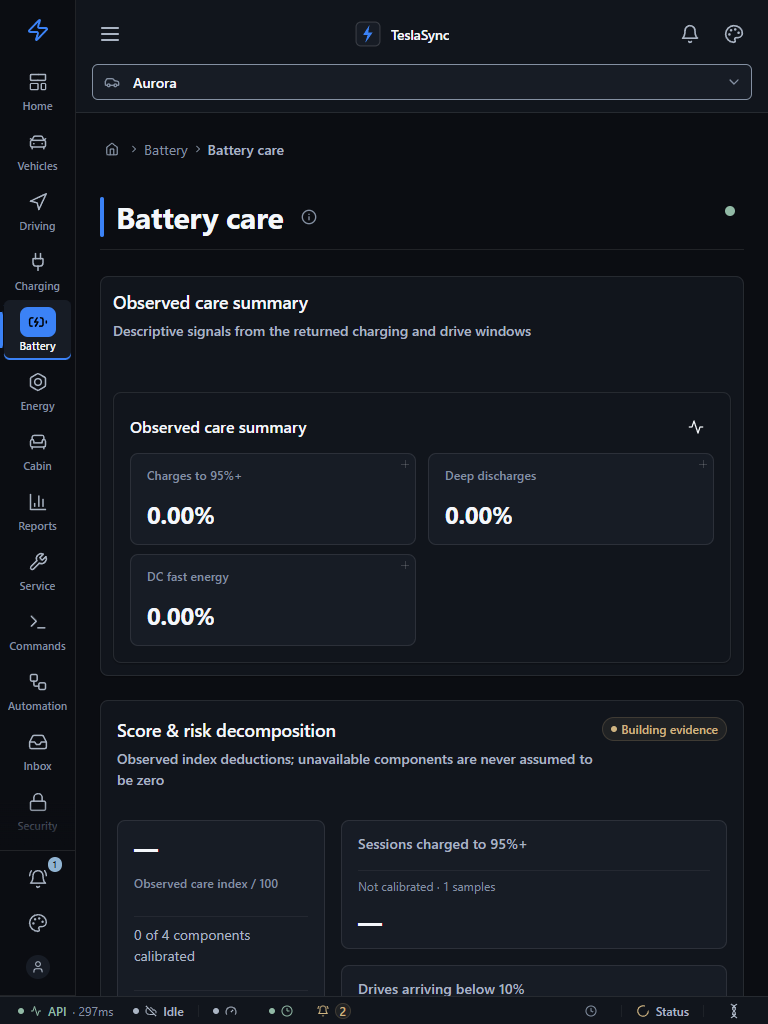 TeslaSync
Aurora
Home
Vehicles
Driving
Charging
Battery
Energy
Cabin
Reports
Service
Commands
Automation
Inbox
Security
1
Battery
Battery care
Battery care
Observed care summary
Descriptive signals from the returned charging and drive windows
Observed care summary
Charges to 95%+
0.00%
Deep discharges
0.00%
DC fast energy
0.00%
Score & risk decomposition
Building evidence
Observed index deductions; unavailable components are never assumed to
be zero
—
Observed care index / 100
0 of 4 components
calibrated
Sessions charged to 95%+
Not calibrated · 1 samples
—
Drives arriving below 10%
API · 297ms
Idle
2
Status